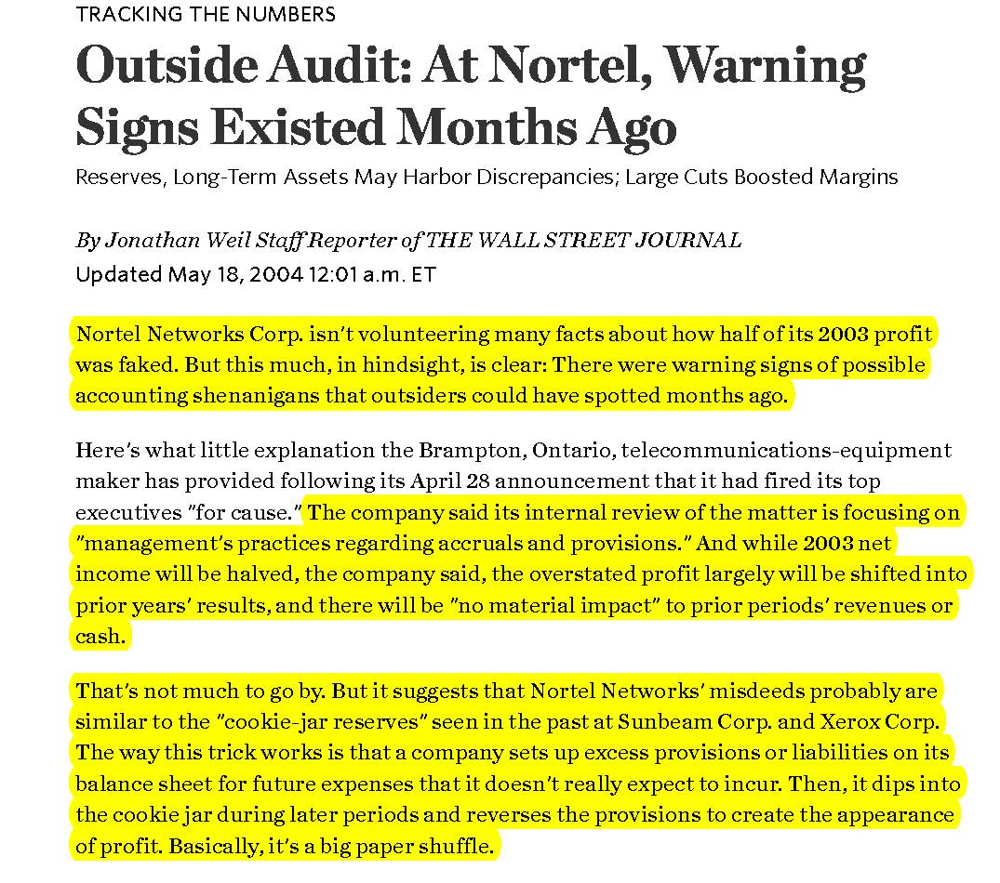 TRACKING THE NUMBERS
Outside Audit: At Nortel, Warning
Signs Existed Months Ago
Reserves, Long-Term Assets May Harbor Discrepancies; Large Cuts Boosted Margins
By Jonathan Weil Staff Reporter of THE WALL STREET JOURNAL
Updated May 18, 2004 12:01 a.m. ET
Nortel Networks Corp. isn't volunteering many facts about how half of its 2003 profit
was faked. But this much, in hindsight, is clear: There were warning signs of possible
accounting shenanigans that outsiders could have spotted months ago.
Here's what little explanation the Brampton, Ontario, telecommunications-equipment
maker has provided following its April 28 announcement that it had fired its top
executives "for cause." The company said its internal review of the matter is focusing on
"management's practices regarding accruals and provisions." And while 2003 net
income will be halved, the company said, the overstated profit largely will be shifted into
prior years' results, and there will be "no material impact" to prior periods' revenues or
cash.
That's not much to go by. But it suggests that Nortel Networks' misdeeds probably are
similar to the "cookie-jar reserves" seen in the past at Sunbeam Corp. and Xerox Corp.
The way this trick works is that a company sets up excess provisions or liabilities on its
balance sheet for future expenses that it doesn't really expect to incur. Then, it dips into
the cookie jar during later periods and reverses the provisions to create the appearance
of profit. Basically, it's a big paper shuffle.